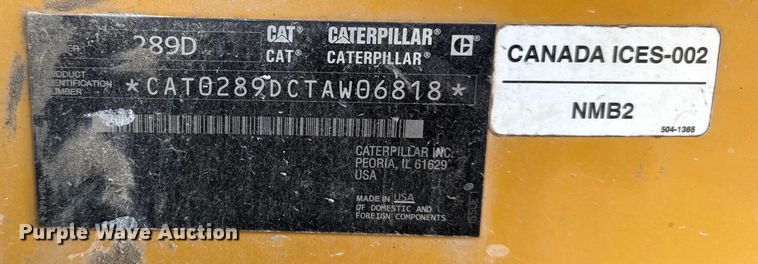 289D
CAT® CATERPILLAR®
CAT® CATERPILLAR®
PRODUCT
IDENTIFICATION
NUMBER
*CAT0289DCTAW06818*
CATERPILLAR INC.
PEORIA, IL 61629
USA
MADE IN USA
OF DOMESTIC AND
FOREIGN COMPONENTS
CANADA ICES-002
NMB2
504-1365
Purple Wave Auction